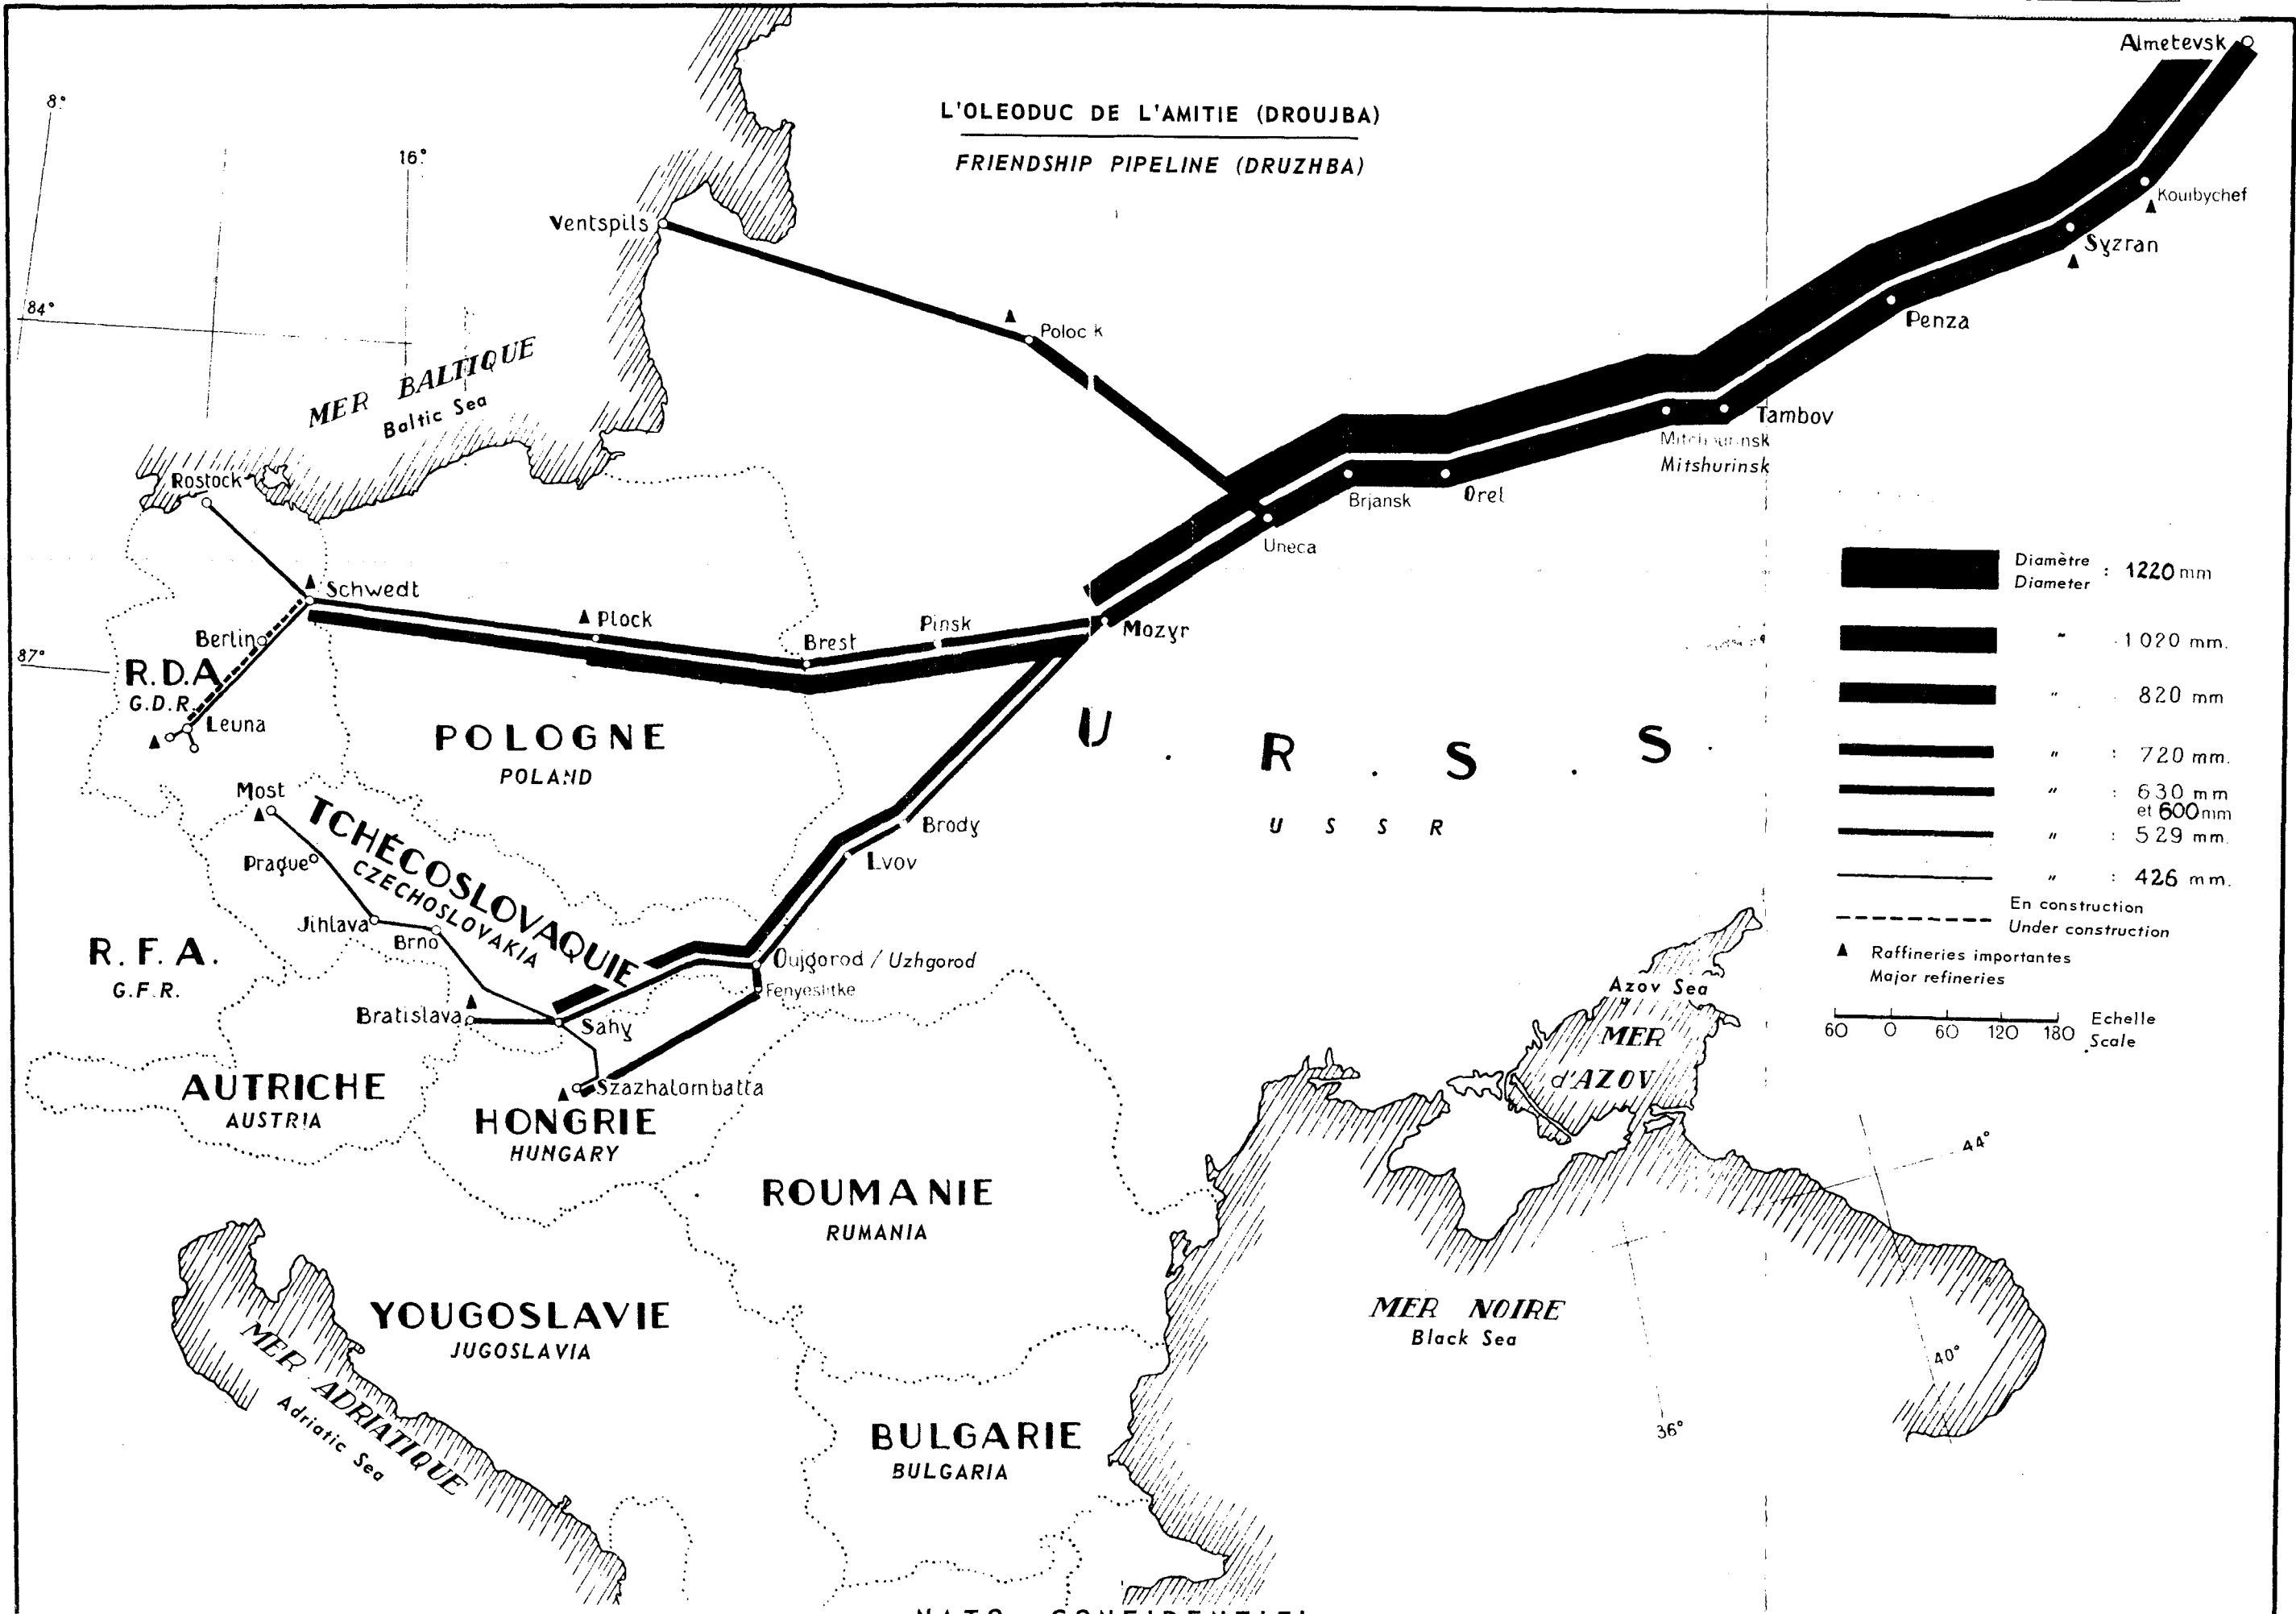 Almetevsk
L'OLEODUC DE L'AMITIE (DROUJBA)
FRIENDSHIP PIPELINE (DRUZHBA)
8°
16°
Kouibychef
Ventspils
Syzran
84°
Poloc k
Penza
MER BALTIQUE
Baltic Sea
Tambov
Mitchourinsk
Mitshurinsk
Rostock
Brjansk
Orel
Uneca
Schwedt
Plock
Pinsk
Brest
Mozyr
Berlin
87°
R.D.A
G.D.R.
Leuna
POLOGNE
POLAND
U . R . S . S .
U S S R
Most
TCHÉCOSLOVAQUIE
CZECHOSLOVAKIA
Prague
Brody
Lvov
Jihlava
Brno
R.F.A.
G.F.R.
Oujgorod / Uzhgorod
Bratislava
Sahy
AUTRICHE
AUSTRIA
Szazhalombatta
HONGRIE
HUNGARY
ROUMANIE
RUMANIA
YOUGOSLAVIE
JUGOSLAVIA
MER ADRIATIQUE
Adriatic Sea
BULGARIE
BULGARIA
Azov Sea
MER
d'AZOV
MER NOIRE
Black Sea
44°
40°
36°
Diamètre
Diameter : 1220 mm
" 1020 mm.
" 820 mm
" : 720 mm.
" : 630 mm
et 600mm
" : 529 mm.
" : 426 mm.
En construction
Under construction
Raffineries importantes
Major refineries
60 0 60 120 180
Echelle
Scale
NATO CONFIDENTIEL